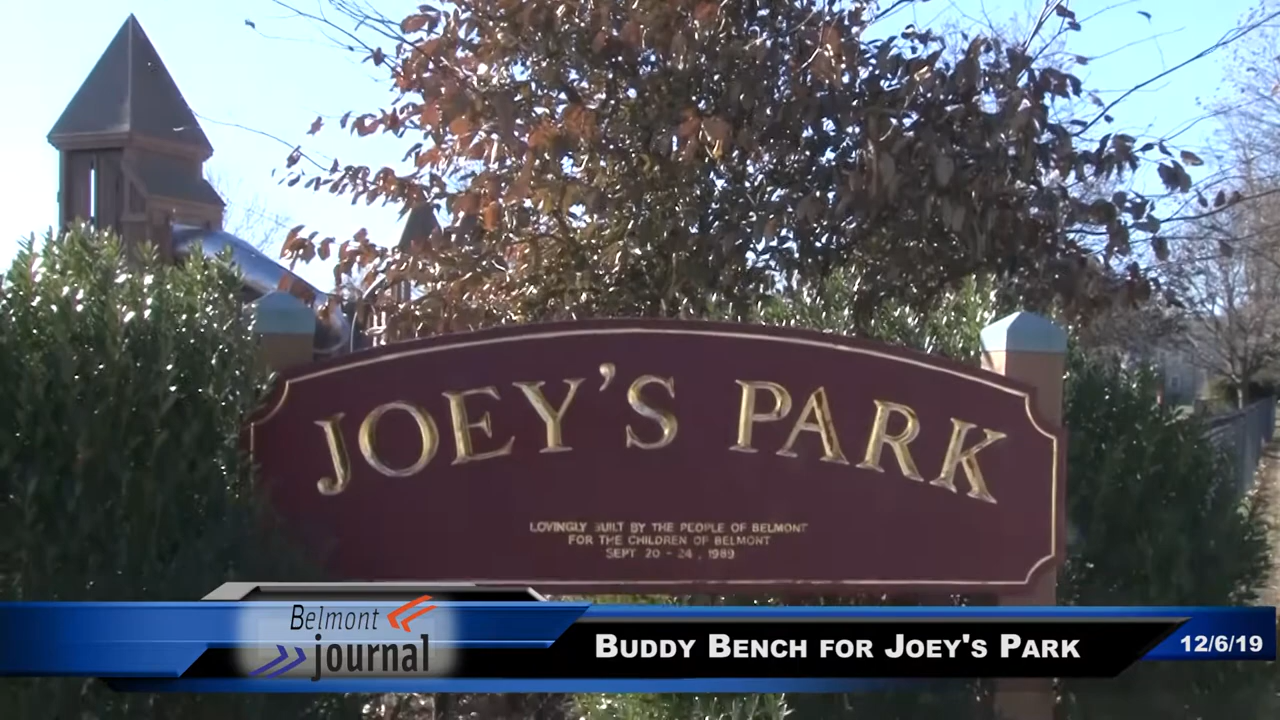 JOEY'S PARK
LOVINGLY BUILT BY THE PEOPLE OF BELMONT
FOR THE CHILDREN OF BELMONT
SEPT 20 - 24, 1989
Belmont
journal
BUDDY BENCH FOR JOEY'S PARK
12/6/19